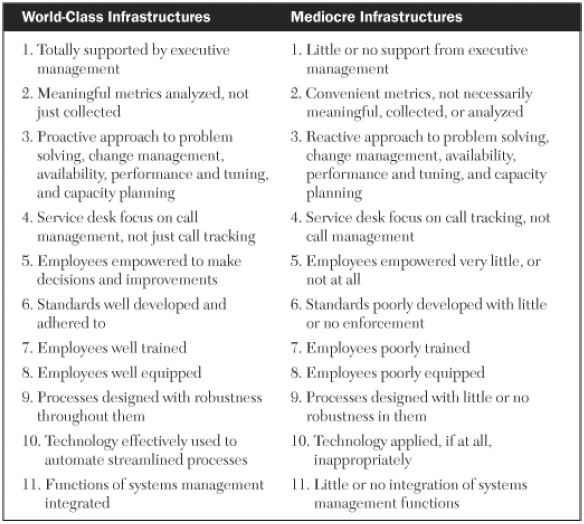 World-Class Infrastructures
Mediocre Infrastructures
1. Totally supported by executive
management
1. Little or no support from executive
management
2. Meaningful metrics analyzed, not
just collected
2. Convenient metrics, not necessarily
meaningful, collected, or analyzed
3. Proactive approach to problem
solving, change management,
availability, performance and tuning,
and capacity planning
3. Reactive approach to problem solving,
change management, availability,
performance and tuning, and capacity
planning
4. Service desk focus on call
management, not just call tracking
4. Service desk focus on call tracking, not
call management
5. Employees empowered to make
decisions and improvements
5. Employees empowered very little, or
not at all
6. Standards well developed and
adhered to
6. Standards poorly developed with little
or no enforcement
7. Employees well trained
7. Employees poorly trained
8. Employees well equipped
8. Employees poorly equipped
9. Processes designed with robustness
throughout them
9. Processes designed with little or no
robustness in them
10. Technology effectively used to
automate streamlined processes
10. Technology applied, if at all,
inappropriately
11. Functions of systems management
integrated
11. Little or no integration of systems
management functions